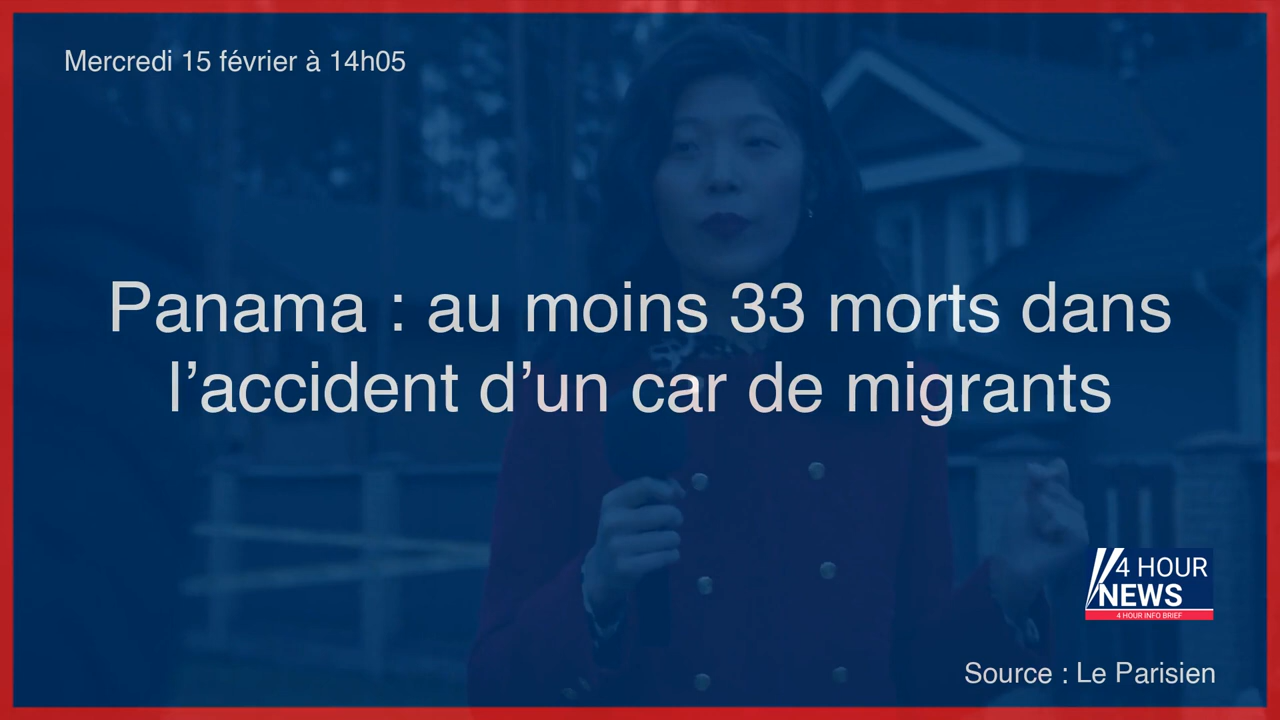 Mercredi 15 février à 14h05
Panama : au moins 33 morts dans
l’accident d’un car de migrants
4 HOUR
NEWS
4 HOUR INFO BRIEF
Source : Le Parisien